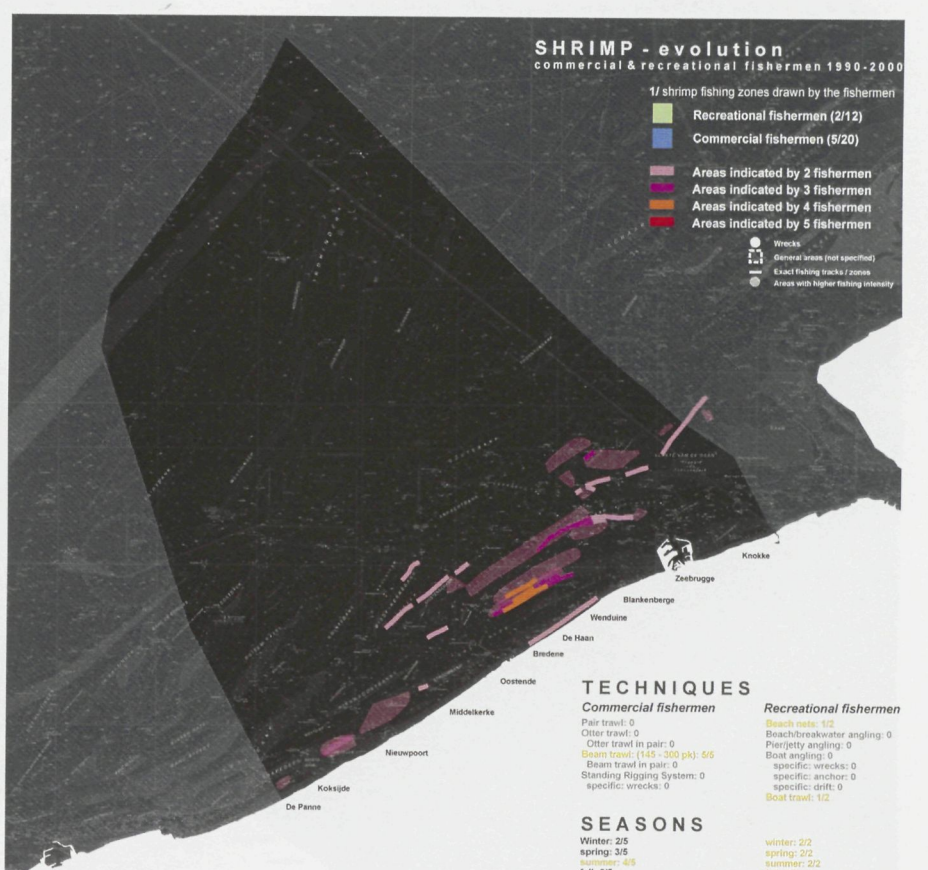 SHRIMP - evolution
commercial & recreational fishermen 1990-2000
1/ shrimp fishing zones drawn by the fishermen
Recreational fishermen (2/12)
Commercial fishermen (5/20)
Areas indicated by 2 fishermen
Areas indicated by 3 fishermen
Areas indicated by 4 fishermen
Areas indicated by 5 fishermen
Wrecks
General areas (not specified)
Exact fishing tracks / zones
Areas with higher fishing intensity
Knokke
Zeebrugge
Blankenberge
Wenduine
De Haan
Bredene
Oostende
Middelkerke
Nieuwpoort
Koksijde
De Panne
TECHNIQUES
Commercial fishermen
Pair trawl: 0
Otter trawl: 0
Otter trawl in pair: 0
Beam trawl: (145 - 300 pk): 5/5
Beam trawl in pair: 0
Standing Rigging System: 0
specific: wrecks: 0
Recreational fishermen
Beach nets: 1/2
Beach/breakwater angling: 0
Pier/jetty angling: 0
Boat angling: 0
specific: wrecks: 0
specific: anchor: 0
specific: drift: 0
Boat trawl: 1/2
SEASONS
Winter: 2/5
spring: 3/5
summer: 4/5
winter: 2/2
spring: 2/2
summer: 2/2